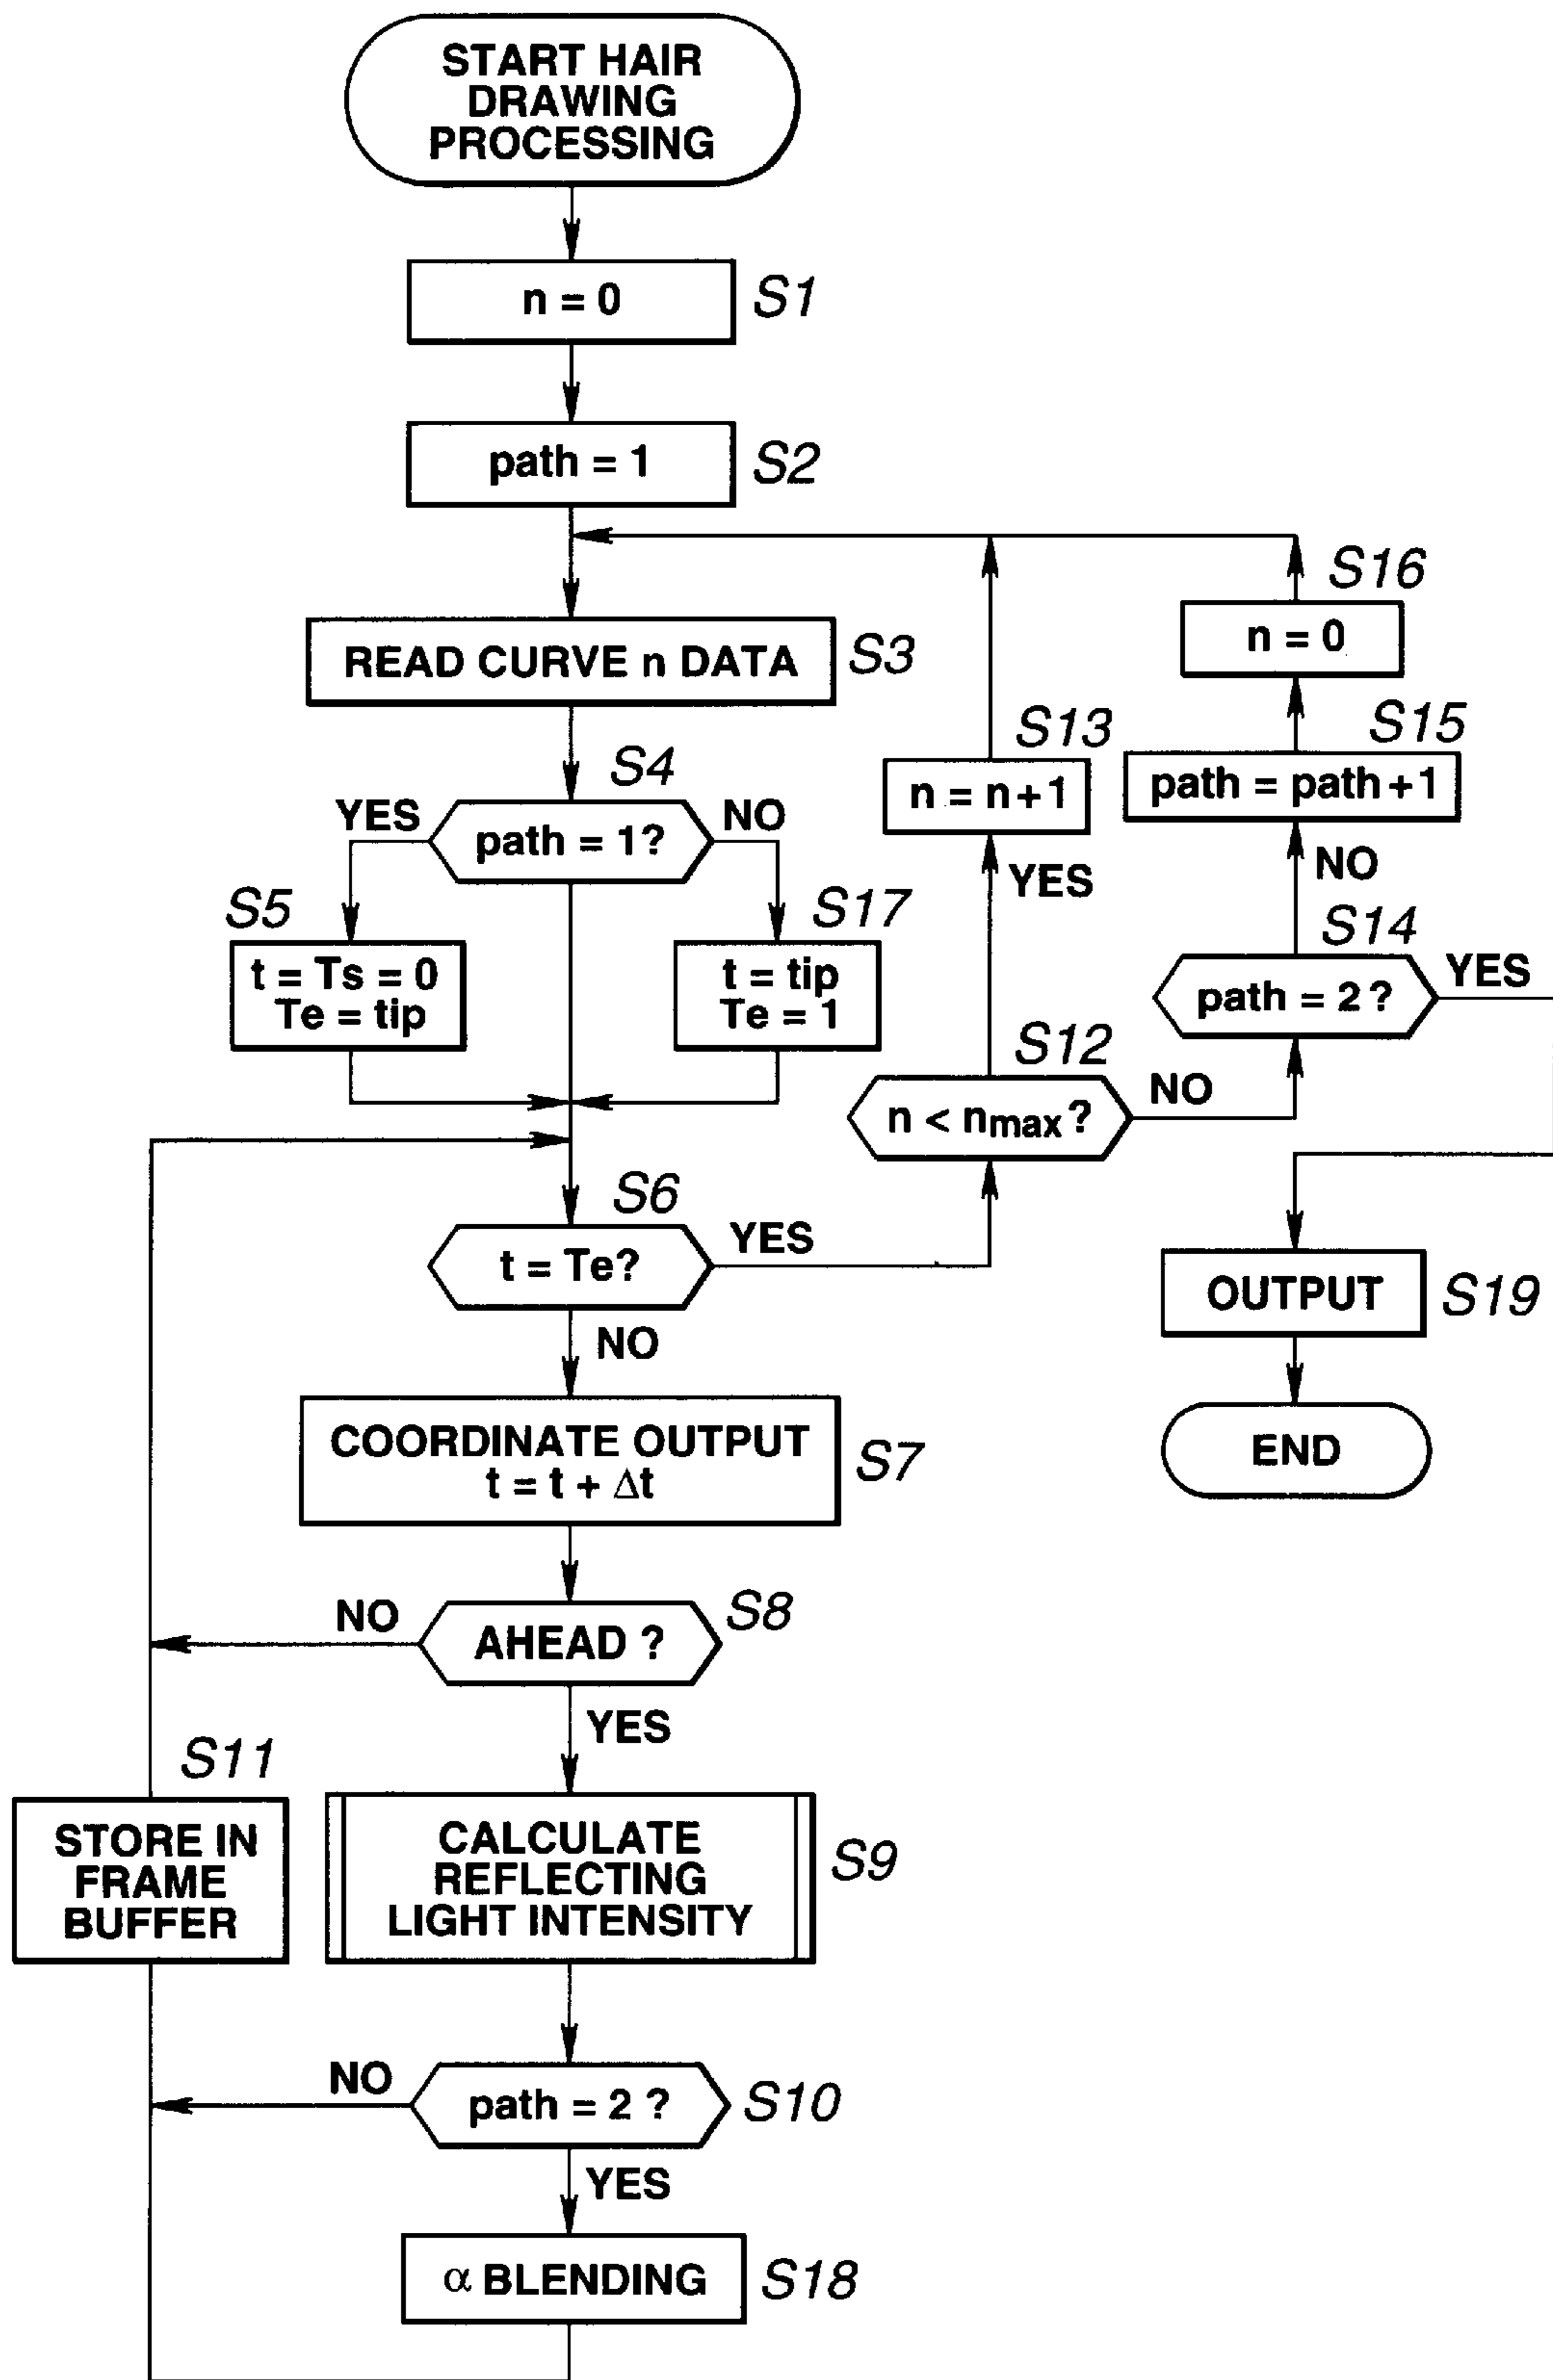 START HAIR
DRAWING
PROCESSING
n = 0
S1
path = 1
S2
READ CURVE n DATA
S3
S4
YES
path = 1?
NO
S5
t = Ts = 0
Te = tip
S17
t = tip
Te = 1
S6
t = Te?
YES
NO
COORDINATE OUTPUT
t = t + Δt
S7
S8
NO
AHEAD ?
YES
CALCULATE
REFLECTING
LIGHT INTENSITY
S9
NO
path = 2 ?
S10
YES
α BLENDING
S18
S11
STORE IN
FRAME
BUFFER
S12
n < nmax ?
NO
YES
S13
n = n+1
S14
path = 2 ?
YES
NO
S15
path = path+1
S16
n = 0
OUTPUT
S19
END